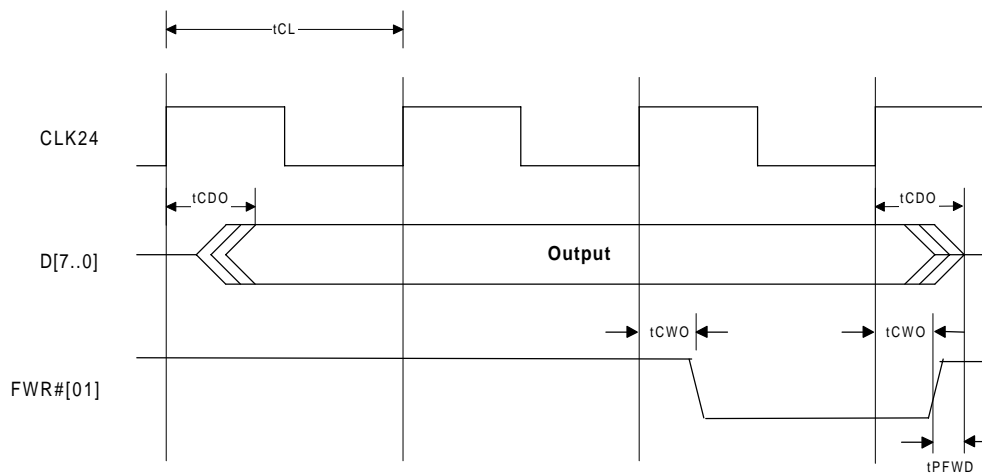 tCL
CLK24
tCDO
tCDO
D[7..0]
Output
tCWO
tCWO
FWR#[01]
tPFWD